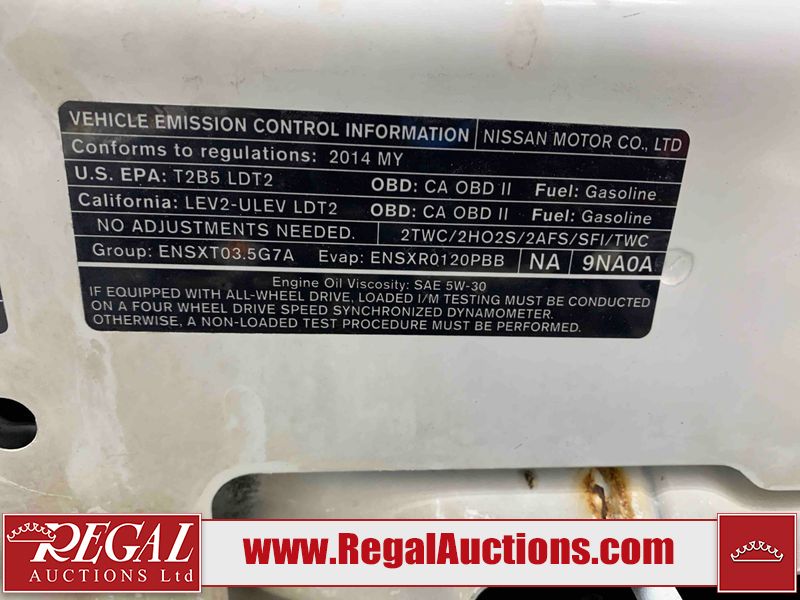 VEHICLE EMISSION CONTROL INFORMATION NISSAN MOTOR CO., LTD
Conforms to regulations: 2014 MY
U.S. EPA: T2B5 LDT2 OBD: CA OBD II Fuel: Gasoline
California: LEV2-ULEV LDT2 OBD: CA OBD II Fuel: Gasoline
NO ADJUSTMENTS NEEDED. 2TWC/2HO2S/2AFS/SFI/TWC
Group: ENSXT03.5G7A Evap: ENSXR0120PBB NA 9NA0A
Engine Oil Viscosity: SAE 5W-30
IF EQUIPPED WITH ALL-WHEEL DRIVE, LOADED I/M TESTING MUST BE CONDUCTED
ON A FOUR WHEEL DRIVE SPEED SYNCHRONIZED DYNAMOMETER.
OTHERWISE, A NON-LOADED TEST PROCEDURE MUST BE PERFORMED.
REGAL
AUCTIONS Ltd
www.RegalAuctions.com